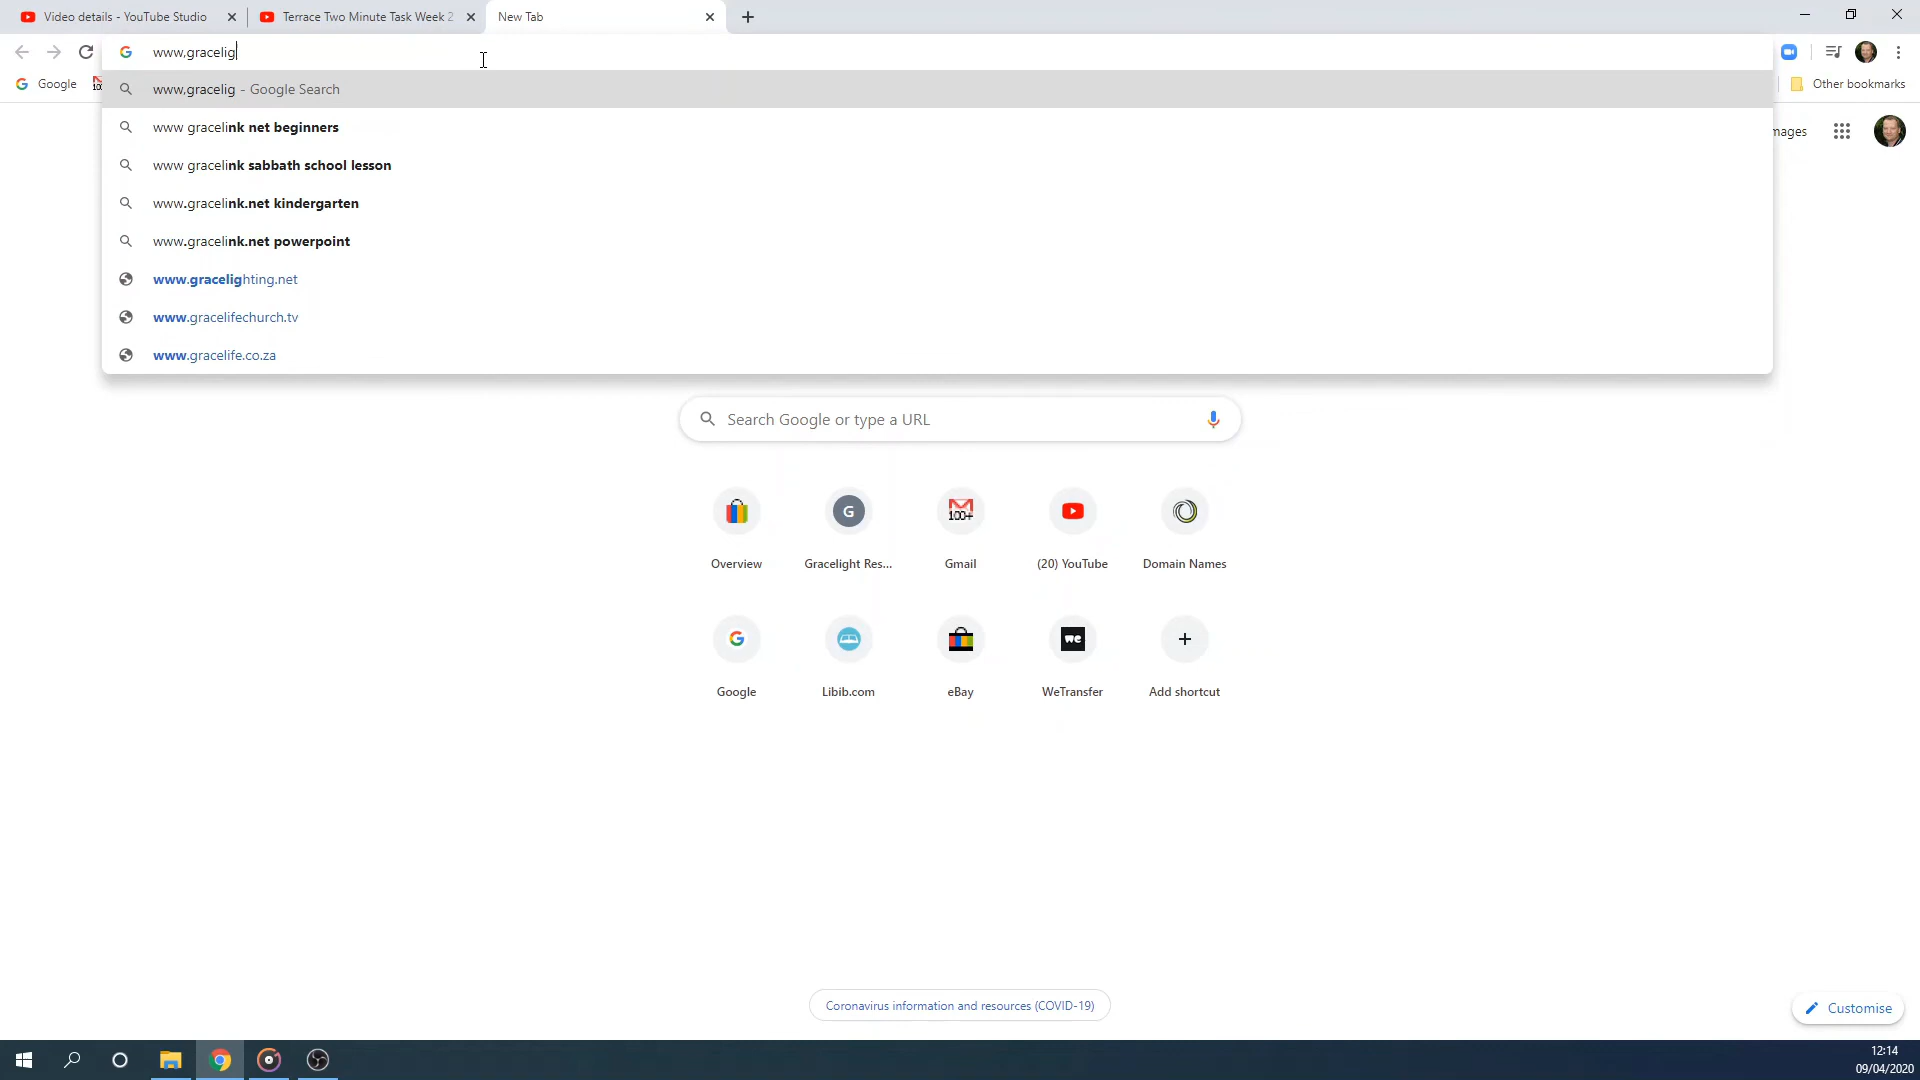 Video details - YouTube Studio
Terrace Two Minute Task Week 2
New Tab
www,gracelig
Google
Other bookmarks
www,gracelig - Google Search
www gracelink net beginners
mages
www gracelink sabbath school lesson
www.gracelink.net kindergarten
www.gracelink.net powerpoint
www.gracelighting.net
www.gracelifechurch.tv
www.gracelife.co.za
Search Google or type a URL
G
100+
Overview
Gracelight Res...
Gmail
(20) YouTube
Domain Names
we
Google
Libib.com
eBay
WeTransfer
Add shortcut
Coronavirus information and resources (COVID-19)
Customise
12:14
09/04/2020